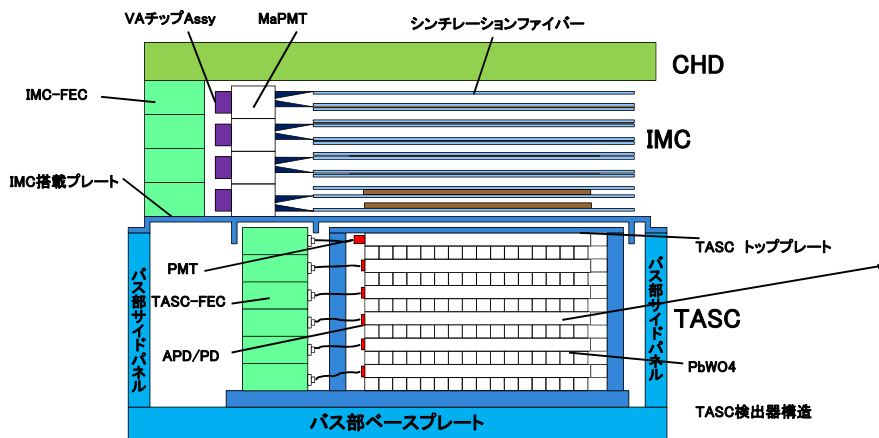 VAチップAssy
MaPMT
シンチレーションファイバー
CHD
IMC-FEC
IMC
IMC搭載プレート
TASC トッププレート
PMT
TASC-FEC
TASC
APD/PD
PbWO4
バス部サイドパネル
バス部サイドパネル
TASC検出器構造
バス部ベースプレート